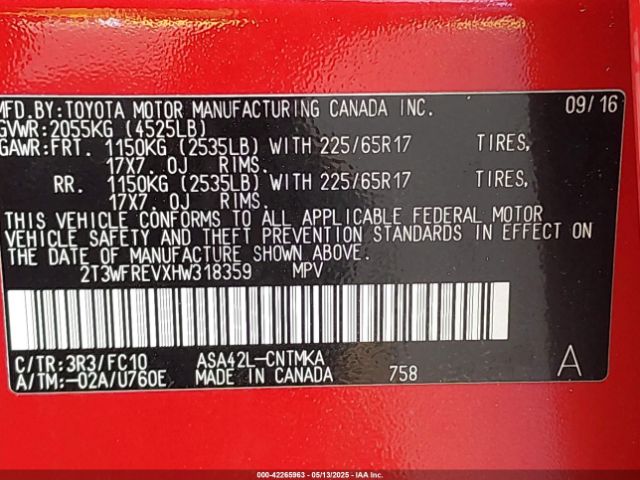 MFD.BY:TOYOTA MOTOR MANUFACTURING CANADA INC. 09/16
GVWR:2055KG (4525LB)
GAWR:FRT. 1150KG (2535LB) WITH 225/65R17 TIRES,
17X7. 0J RIMS.
RR. 1150KG (2535LB) WITH 225/65R17 TIRES,
17X7. 0J RIMS.
THIS VEHICLE CONFORMS TO ALL APPLICABLE FEDERAL MOTOR
VEHICLE SAFETY AND THEFT PREVENTION STANDARDS IN EFFECT ON
THE DATE OF MANUFACTURE SHOWN ABOVE.
2T3WFREVXHW318359 MPV
C/TR:3R3/FC10 ASA42L-CNTMKA A
A/TM:-02A/U760E MADE IN CANADA 758
000-42265963 - 05/13/2025 - IAA Inc.